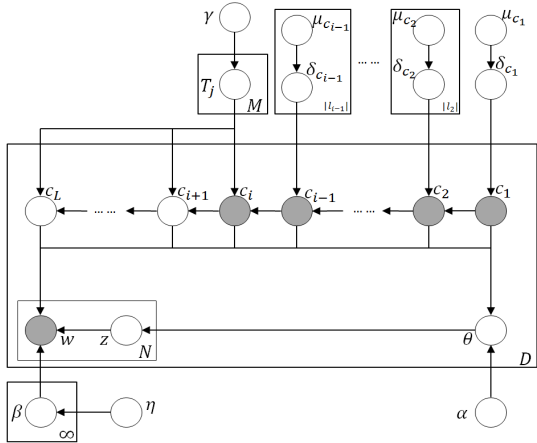 γ μ_{c_{i−1}} μ_{c_2} μ_{c_1}
T_j M δ_{c_{i−1}} |l_{i−1}| ...... δ_{c_2} |l_2| δ_{c_1}
c_L ...... c_{i+1} c_i c_{i−1} ...... c_2 c_1
w z N θ D
β ∞ η α